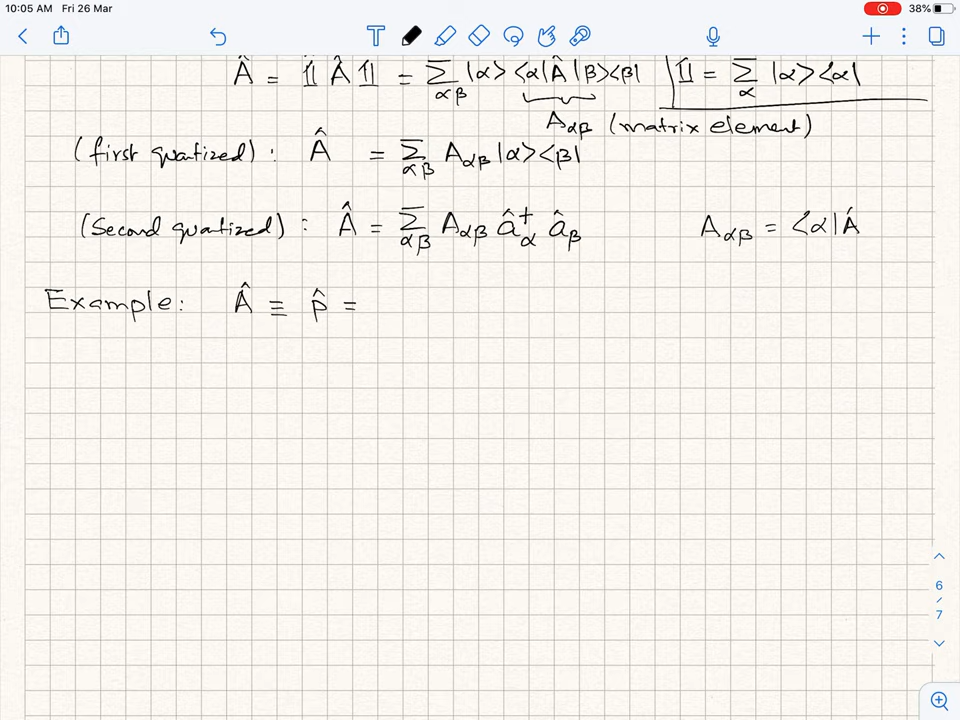 10:05 AM Fri 26 Mar 38%
Â = 𝟙 Â 𝟙 = Σ_{αβ} |α> <α|Â|β> <β| 𝟙 = Σ_α |α> <α|
A_{αβ} (matrix element)
(first quantized) : Â = Σ_{αβ} A_{αβ} |α> <β|
(Second quantized) : Â = Σ_{αβ} A_{αβ} â†_α â_β A_{αβ} = <α|A
Example: Â ≡ p̂ =
6
/
7